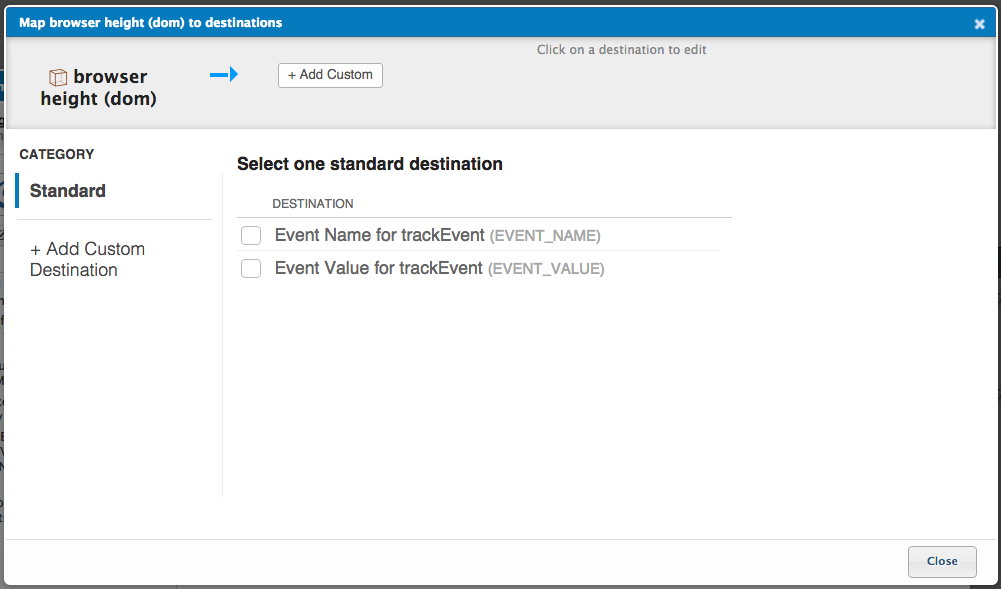 Map browser height (dom) to destinations
Click on a destination to edit
browser
height (dom)
+ Add Custom
CATEGORY
Standard
+ Add Custom
Destination
Select one standard destination
DESTINATION
Event Name for trackEvent (EVENT_NAME)
Event Value for trackEvent (EVENT_VALUE)
Close